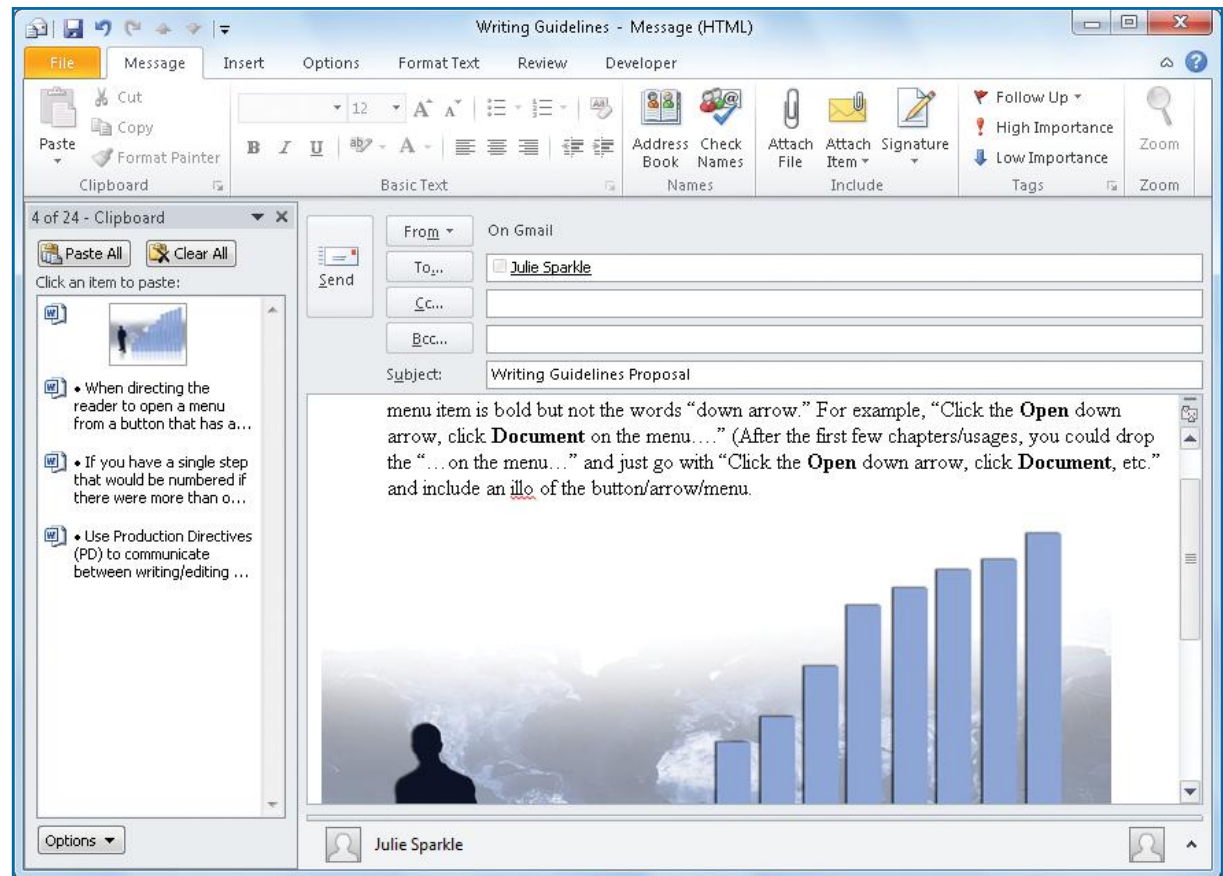 Writing Guidelines - Message (HTML)
File Message Insert Options Format Text Review Developer
Paste
Cut
Copy
Format Painter
Clipboard
12
B I U
Basic Text
Address Book
Check Names
Names
Attach File
Attach Item
Signature
Include
Follow Up
High Importance
Low Importance
Tags
Zoom
Zoom
4 of 24 - Clipboard
Paste All Clear All
Click an item to paste:
• When directing the
reader to open a menu
from a button that has a...
• If you have a single step
that would be numbered if
there were more than o...
• Use Production Directives
(PD) to communicate
between writing/editing ...
Options
Send
From On Gmail
To... Julie Sparkle
Cc...
Bcc...
Subject: Writing Guidelines Proposal
menu item is bold but not the words “down arrow.” For example, “Click the Open down
arrow, click Document on the menu….” (After the first few chapters/usages, you could drop
the “…on the menu…” and just go with “Click the Open down arrow, click Document, etc.”
and include an illo of the button/arrow/menu.
Julie Sparkle